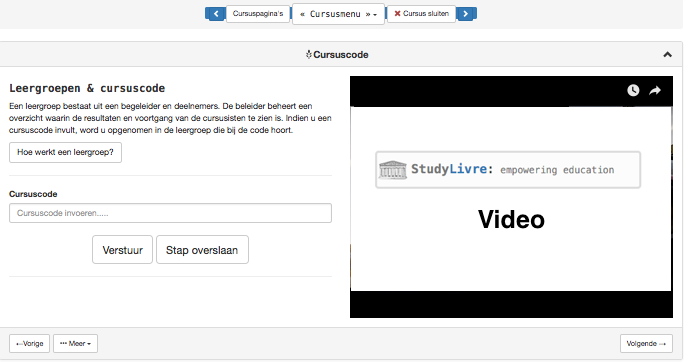 Cursuspagina's
« Cursusmenu »
Cursus sluiten
Cursuscode
Leergroepen & cursuscode
Een leergroep bestaat uit een begeleider en deelnemers. De beleider beheert een
overzicht waarin de resultaten en voortgang van de cursusisten te zien is. Indien u een
cursuscode invult, word u opgenomen in de leergroep die bij de code hoort.
Hoe werkt een leergroep?
Cursuscode
Cursuscode invoeren.....
Verstuur
Stap overslaan
StudyLivre: empowering education
Video
←Vorige
••• Meer
Volgende →